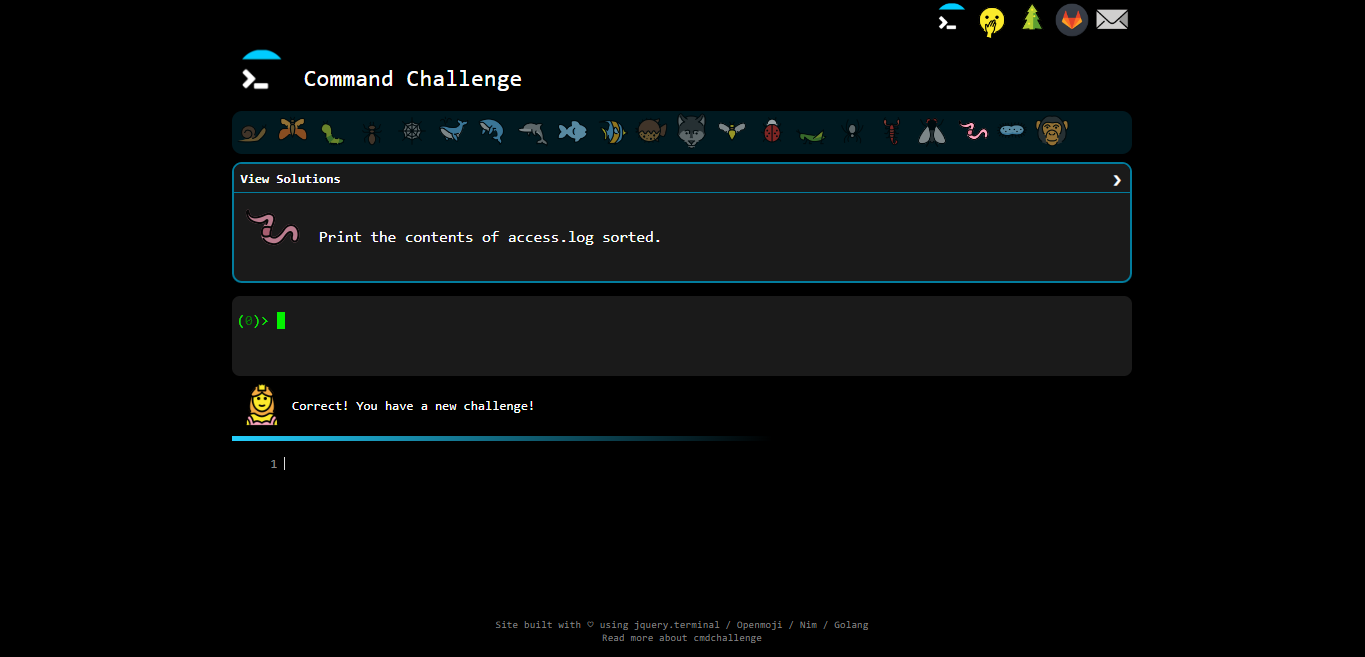 Command Challenge
View Solutions
Print the contents of access.log sorted.
(0)>
Correct! You have a new challenge!
1
Site built with ♡ using jquery.terminal / Openmoji / Nim / Golang
Read more about cmdchallenge